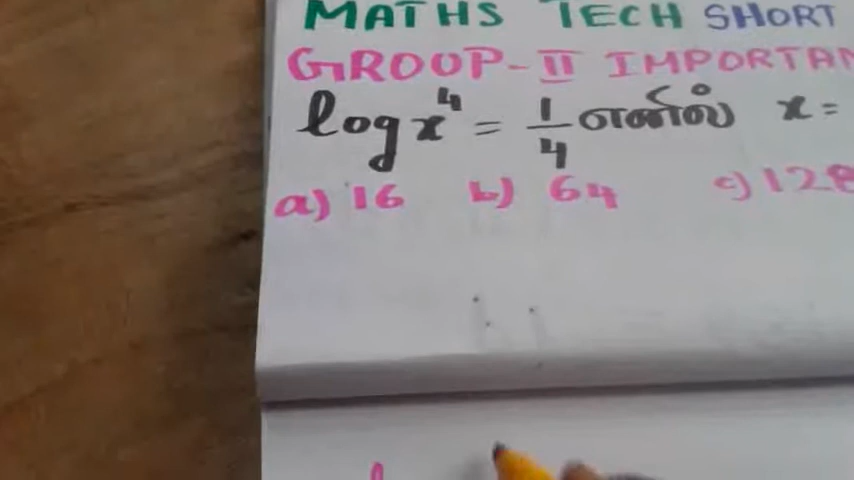 MATHS TECH SHORT
GROUP-II IMPORTAN
log x⁴ = 1/4 எனில் x =
a) 16 b) 64 c) 128